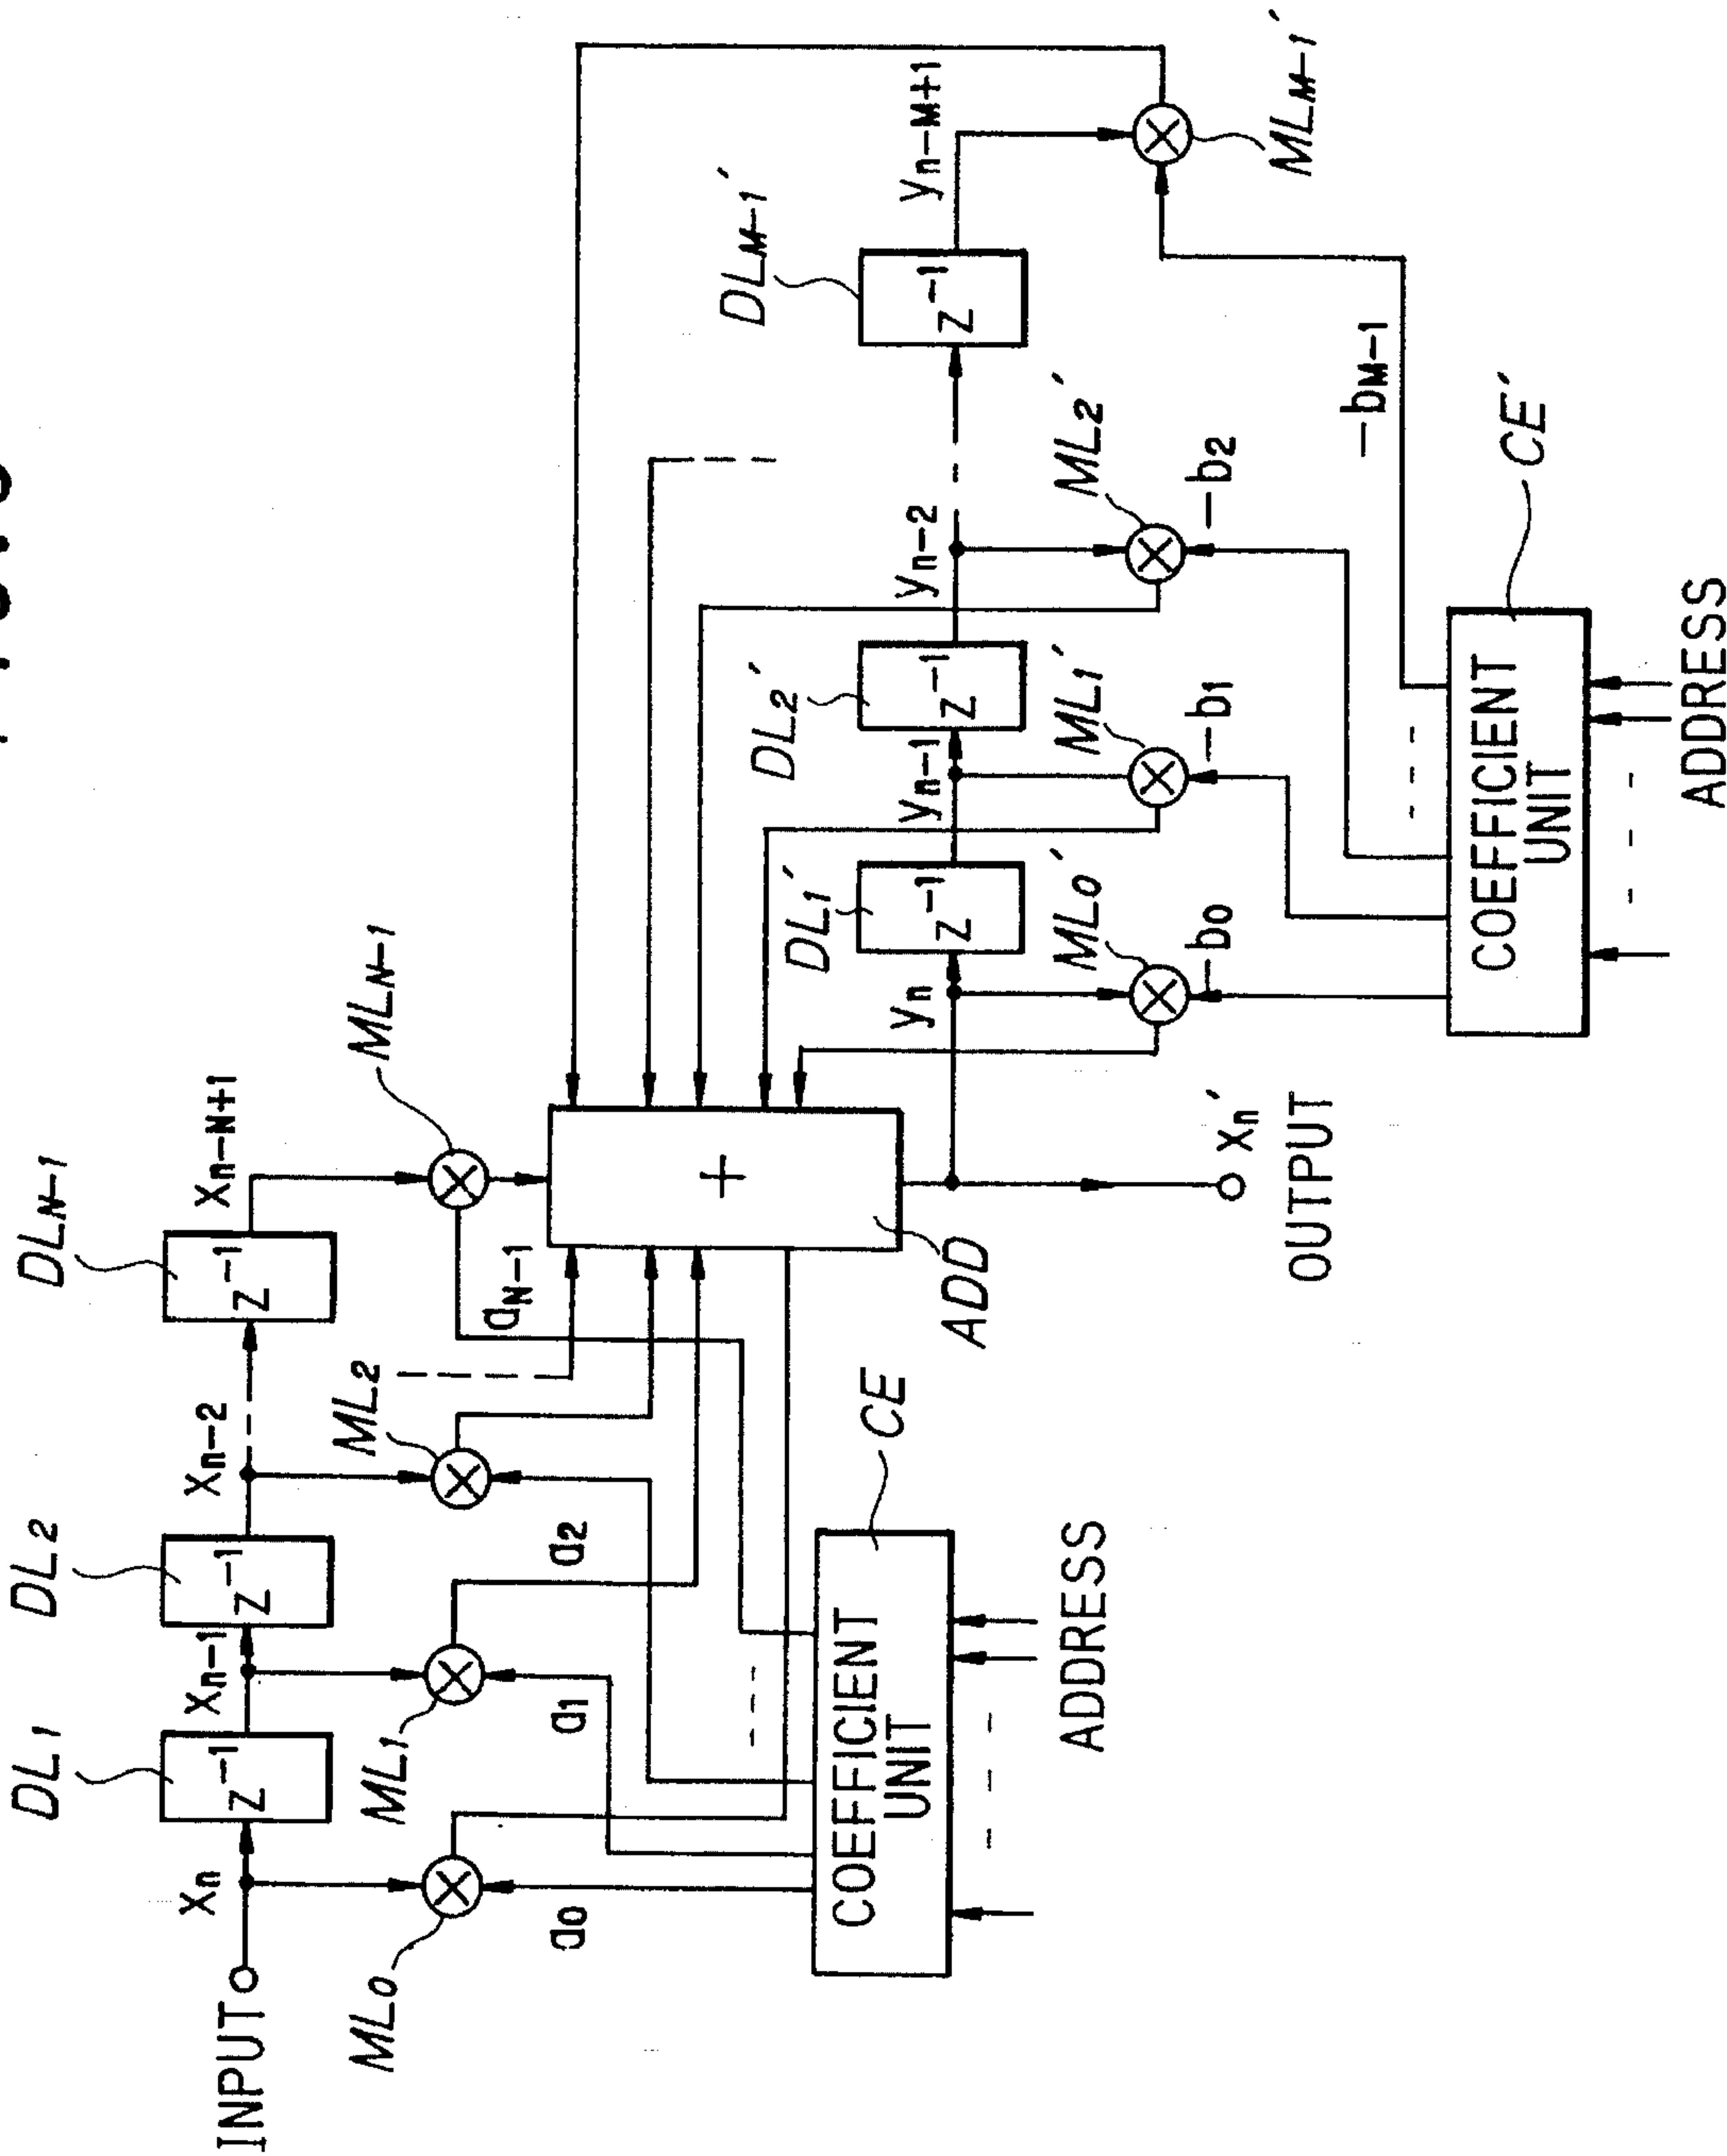 INPUT
Xn
DL1
Z−1
Xn−1
DL2
Z−1
Xn−2
DLN−1
Z−1
Xn−N+1
ML0
ML1
ML2
MLN−1
a0
a1
a2
aN−1
COEFFICIENT
UNIT
CE
ADDRESS
+
ADD
Xn′
OUTPUT
yn
DL1′
Z−1
yn−1
DL2′
Z−1
yn−2
DLM−1′
Z−1
yn−M+1
ML0′
ML1′
ML2′
MLM−1′
−b0
−b1
−b2
−bM−1
COEFFICIENT
UNIT
CE′
ADDRESS